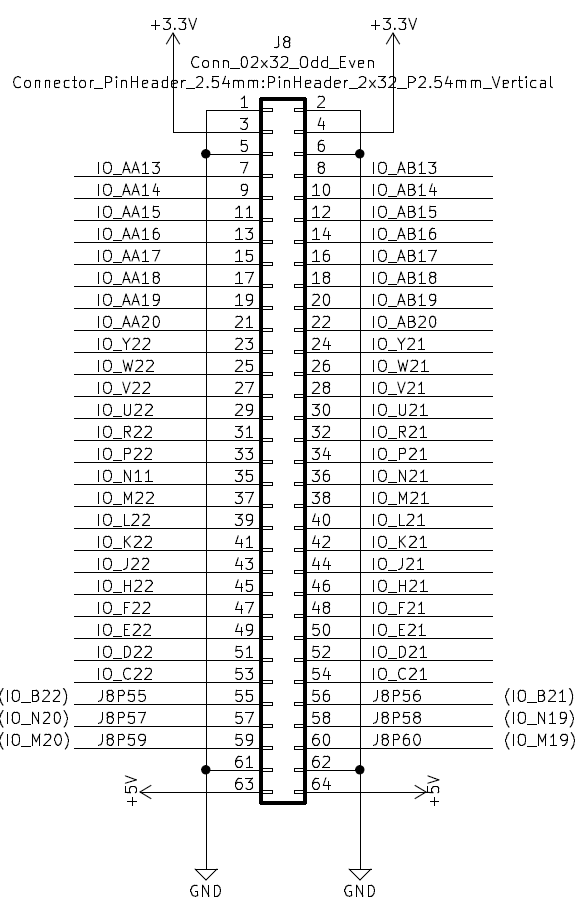 +3.3V +3.3V
J8
Conn_02x32_Odd_Even
Connector_PinHeader_2.54mm:PinHeader_2x32_P2.54mm_Vertical
1 2
3 4
5 6
IO_AA13 7 8 IO_AB13
IO_AA14 9 10 IO_AB14
IO_AA15 11 12 IO_AB15
IO_AA16 13 14 IO_AB16
IO_AA17 15 16 IO_AB17
IO_AA18 17 18 IO_AB18
IO_AA19 19 20 IO_AB19
IO_AA20 21 22 IO_AB20
IO_Y22 23 24 IO_Y21
IO_W22 25 26 IO_W21
IO_V22 27 28 IO_V21
IO_U22 29 30 IO_U21
IO_R22 31 32 IO_R21
IO_P22 33 34 IO_P21
IO_N11 35 36 IO_N21
IO_M22 37 38 IO_M21
IO_L22 39 40 IO_L21
IO_K22 41 42 IO_K21
IO_J22 43 44 IO_J21
IO_H22 45 46 IO_H21
IO_F22 47 48 IO_F21
IO_E22 49 50 IO_E21
IO_D22 51 52 IO_D21
IO_C22 53 54 IO_C21
(IO_B22) J8P55 55 56 J8P56 (IO_B21)
(IO_N20) J8P57 57 58 J8P58 (IO_N19)
(IO_M20) J8P59 59 60 J8P60 (IO_M19)
61 62
+5V 63 64 +5V
GND GND